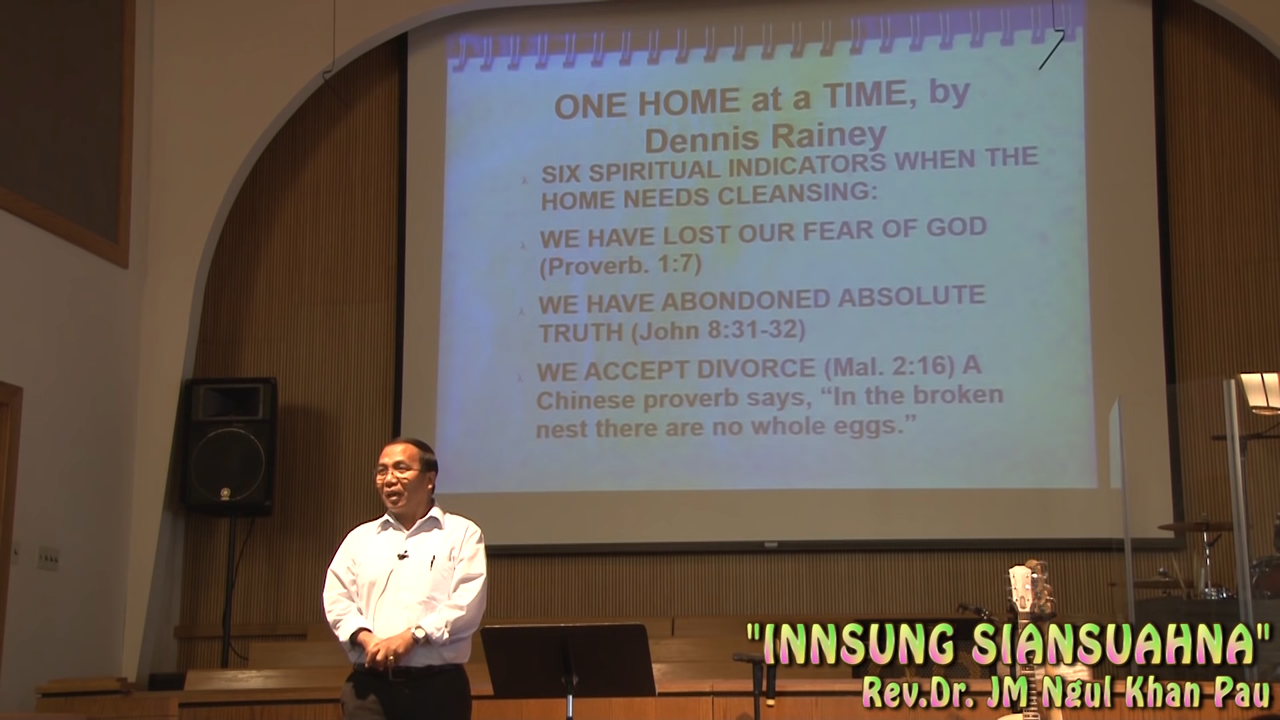 ONE HOME at a TIME, by
Dennis Rainey
SIX SPIRITUAL INDICATORS WHEN THE
HOME NEEDS CLEANSING:
WE HAVE LOST OUR FEAR OF GOD
(Proverb. 1:7)
WE HAVE ABONDONED ABSOLUTE
TRUTH (John 8:31-32)
WE ACCEPT DIVORCE (Mal. 2:16) A
Chinese proverb says, “In the broken
nest there are no whole eggs.”
"INNSUNG SIANSUAHNA"
Rev.Dr. JM Ngul Khan Pau